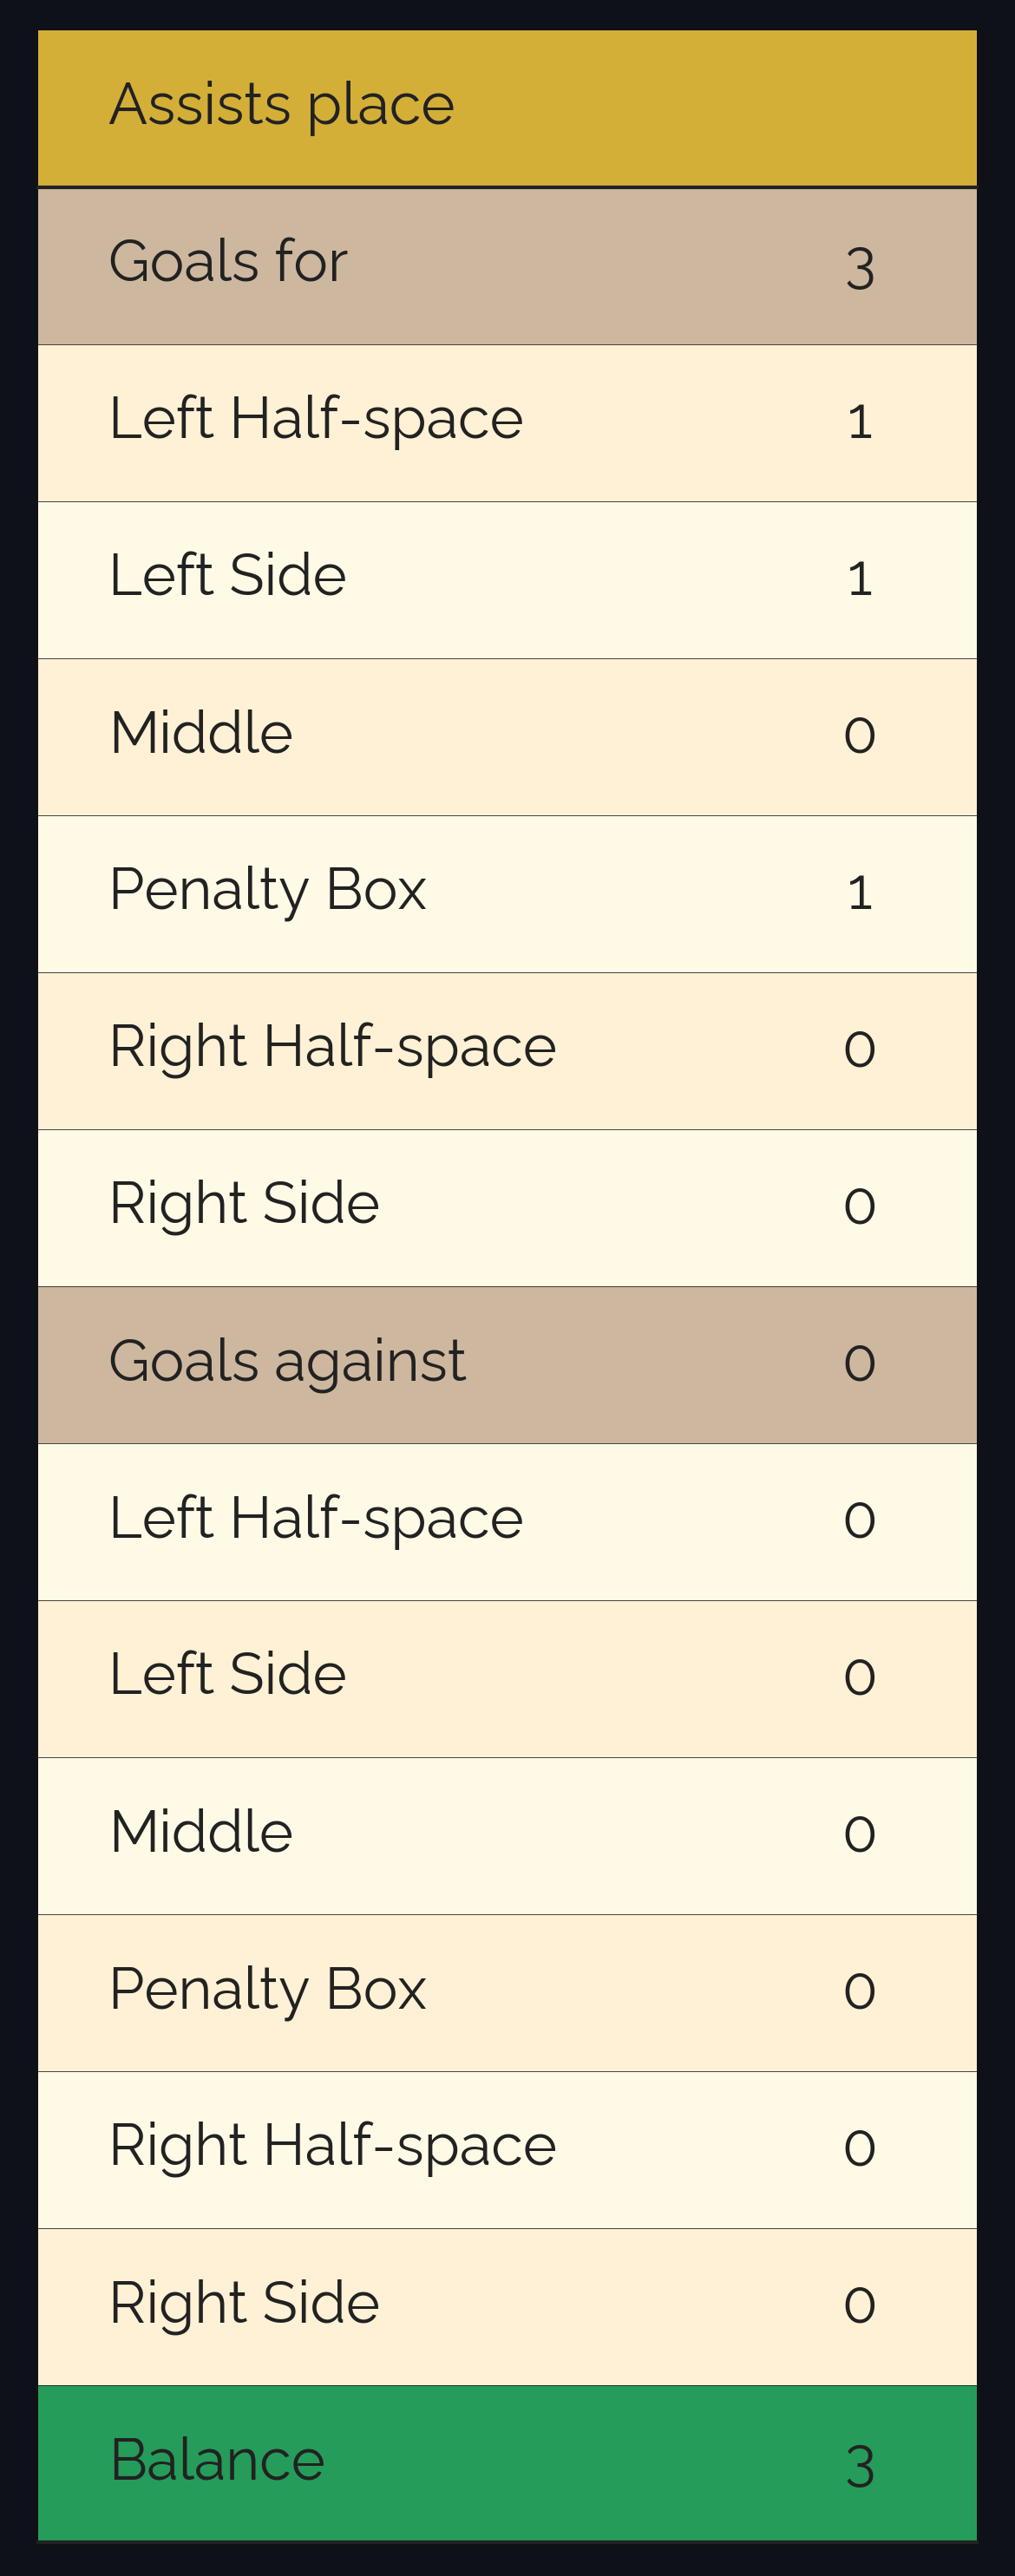 Assists place
Goals for 3
Left Half-space 1
Left Side 1
Middle 0
Penalty Box 1
Right Half-space 0
Right Side 0
Goals against 0
Left Half-space 0
Left Side 0
Middle 0
Penalty Box 0
Right Half-space 0
Right Side 0
Balance 3